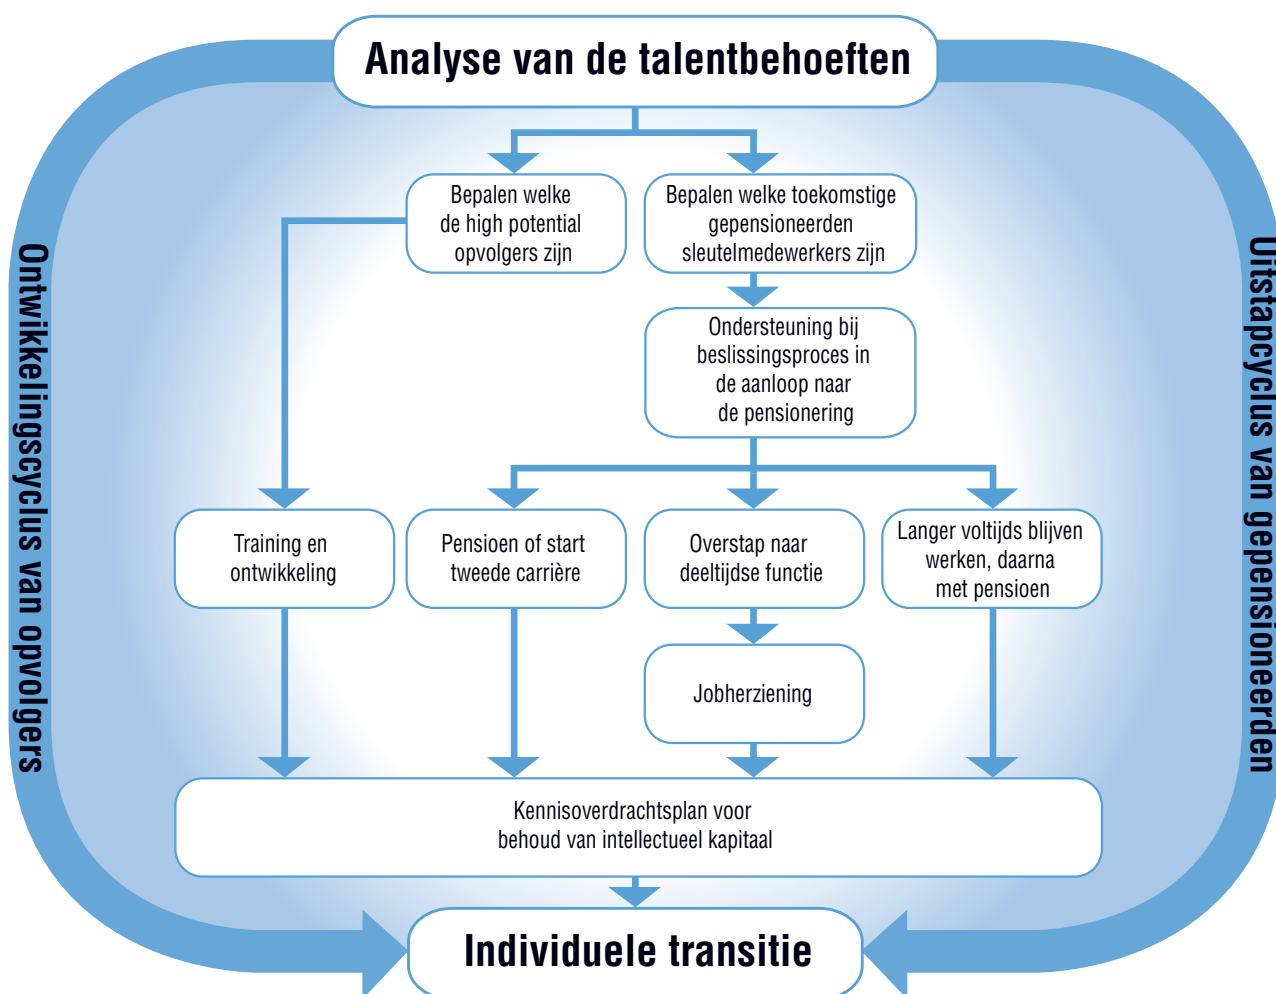 Analyse van de talentbehoeften
Bepalen welke
de high potential
opvolgers zijn
Bepalen welke toekomstige
gepensioneerden
sleutelmedewerkers zijn
Ondersteuning bij
beslissingsproces in
de aanloop naar
de pensionering
Training en
ontwikkeling
Pensioen of start
tweede carrière
Overstap naar
deeltijdse functie
Langer voltijds blijven
werken, daarna
met pensioen
Jobherziening
Kennisoverdrachtsplan voor
behoud van intellectueel kapitaal
Individuele transitie
Ontwikkelingscyclus van opvolgers
Uitstapcyclus van gepensioneerden